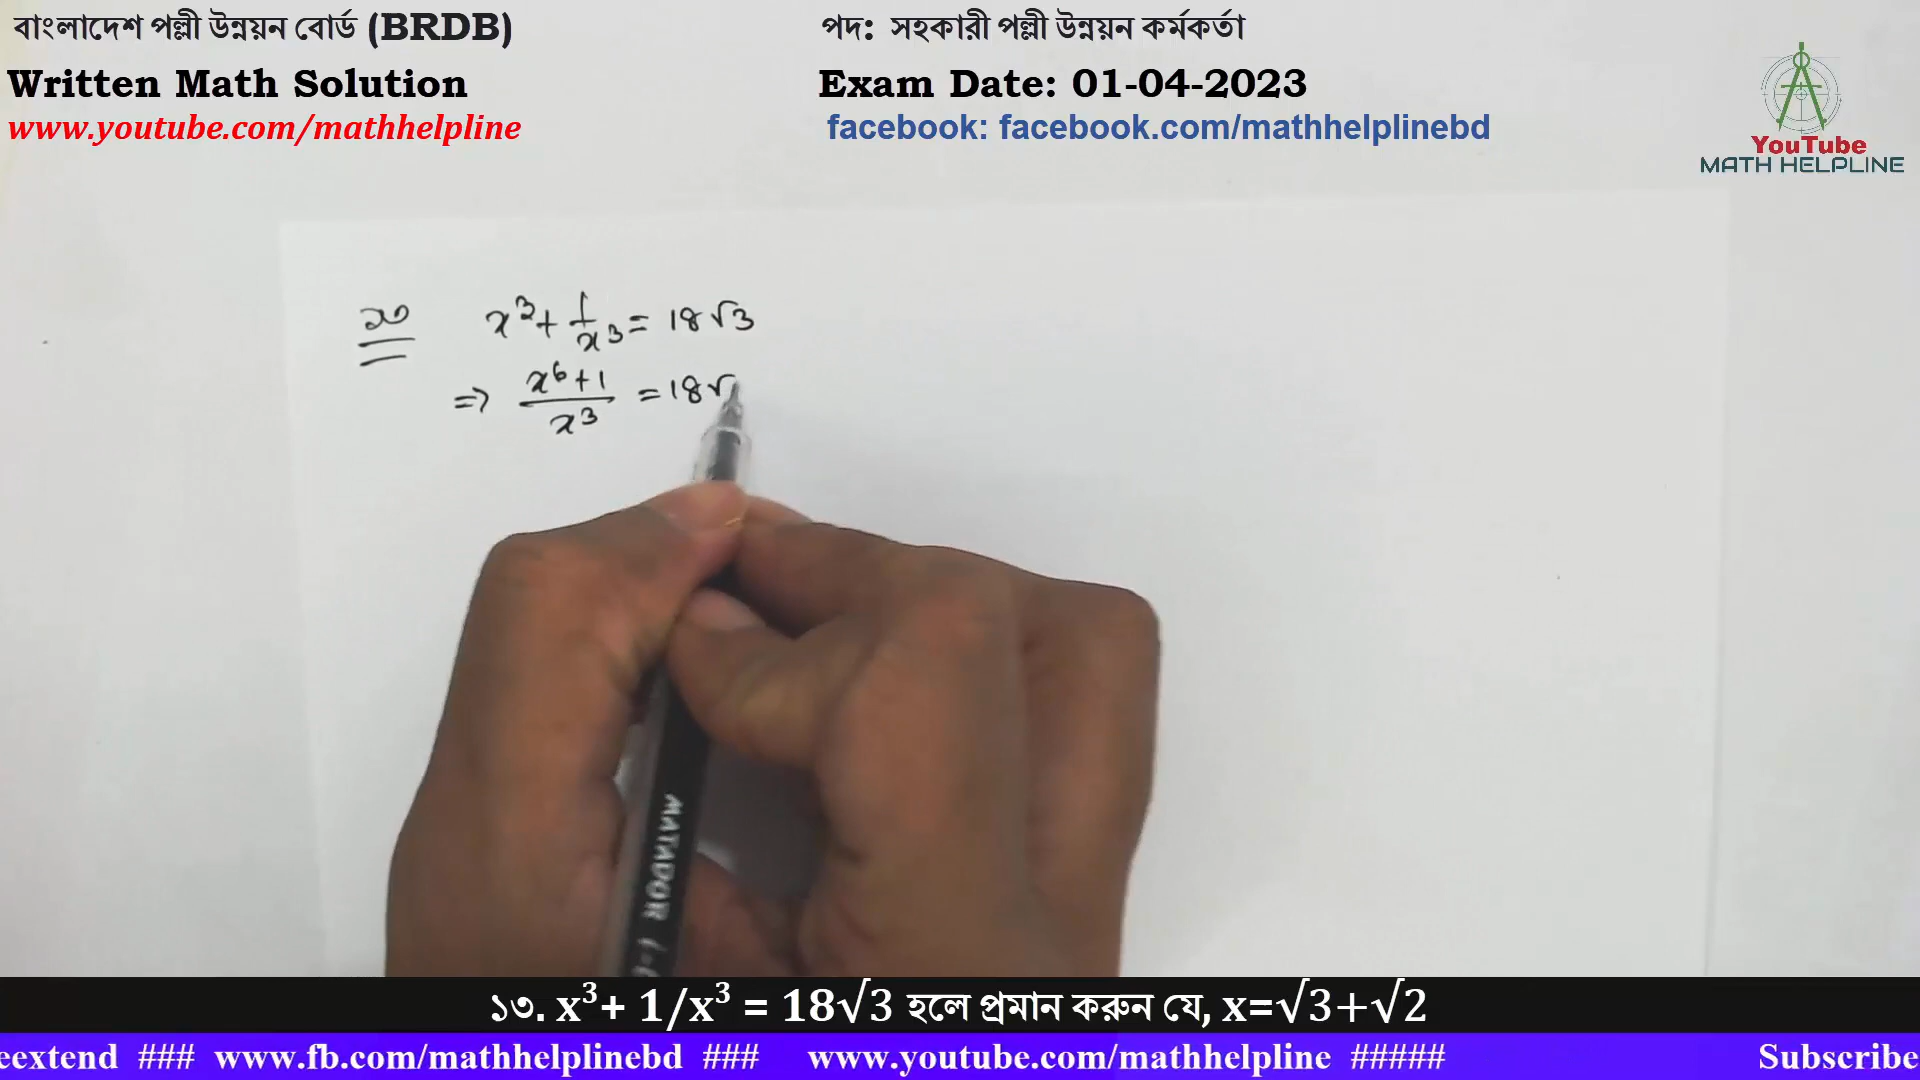 বাংলাদেশ পল্লী উন্নয়ন বোর্ড (BRDB)
পদ: সহকারী পল্লী উন্নয়ন কর্মকর্তা
Written Math Solution
Exam Date: 01-04-2023
www.youtube.com/mathhelpline
facebook: facebook.com/mathhelplinebd
YouTube
MATH HELPLINE
১৩ x³ + 1/x³ = 18√3
=> x⁶+1/x³ = 18√
MATADOR
১৩. x³+ 1/x³ = 18√3 হলে প্রমান করুন যে, x=√3+√2
eextend ### www.fb.com/mathhelplinebd ### www.youtube.com/mathhelpline ##### Subscribe